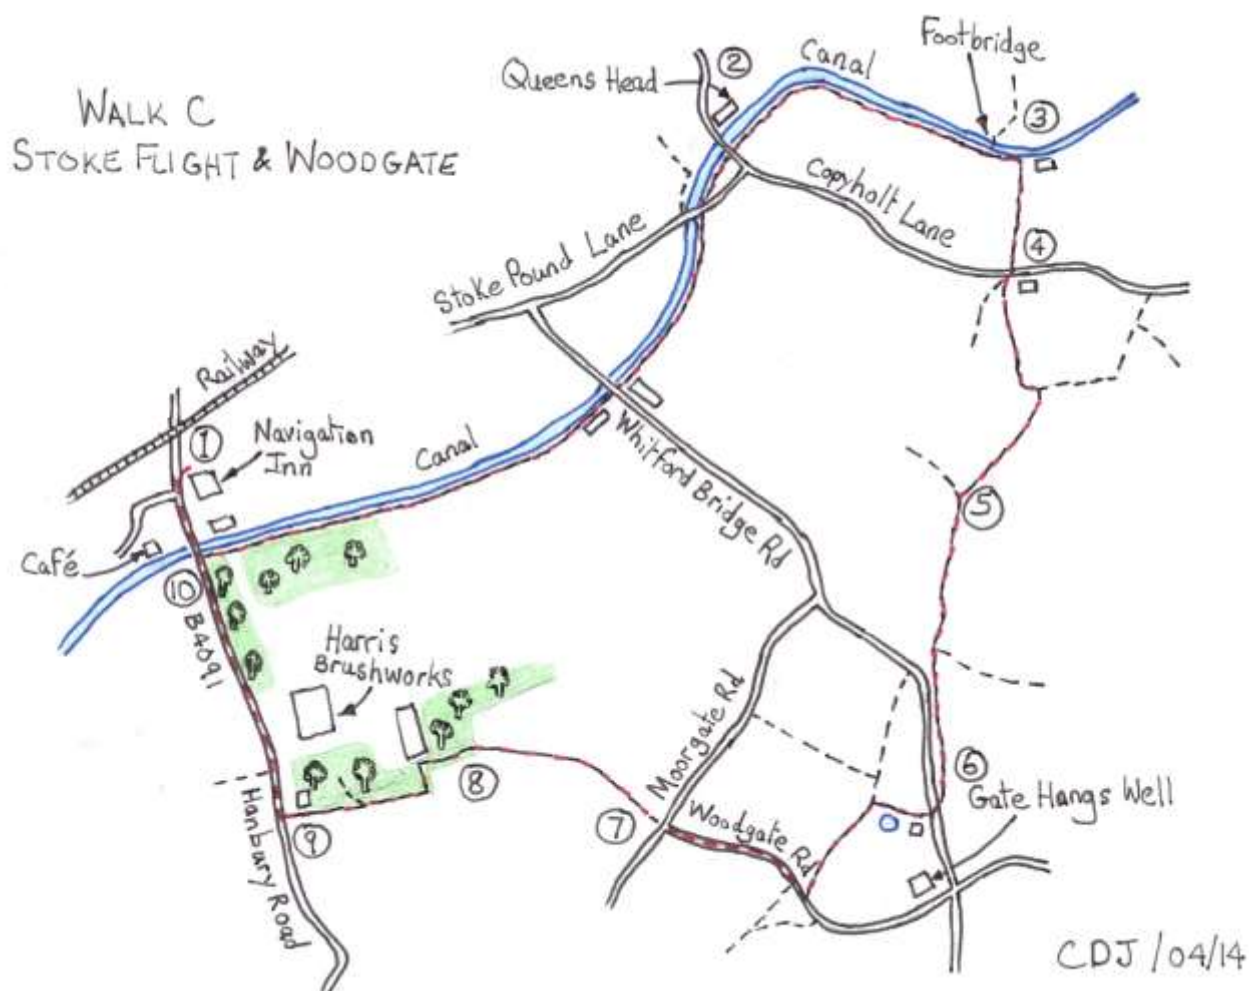 WALK C
STOKE FLIGHT & WOODGATE
Queens Head
②
Canal
Footbridge
③
Copyholt Lane
④
Stoke Pound Lane
Railway
①
Navigation
Inn
Canal
Whitford Bridge Rd
⑤
Café
⑩
B4091
Harris
Brushworks
Moorgate Rd
⑧
⑥
Gate Hangs Well
⑦
Woodgate Rd
⑨
Hanbury Road
CDJ / 04/14